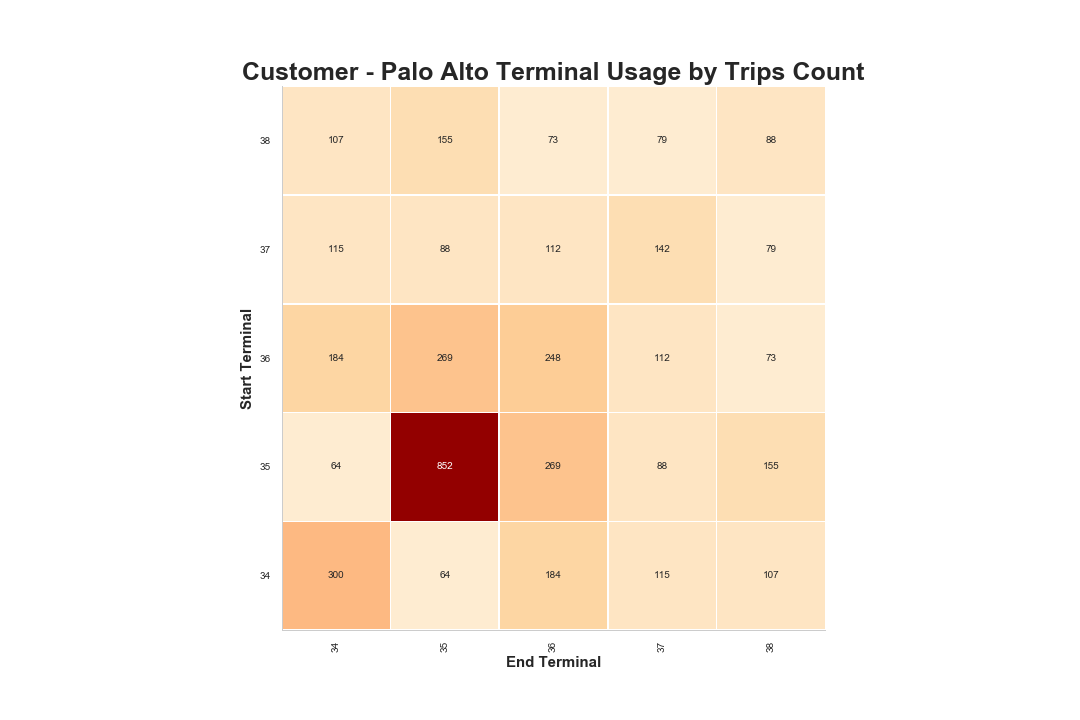 Customer - Palo Alto Terminal Usage by Trips Count
38 107 155 73 79 88
37 115 88 112 142 79
Start Terminal
36 184 269 248 112 73
35 64 852 269 88 155
34 300 64 184 115 107
34 35 36 37 38
End Terminal